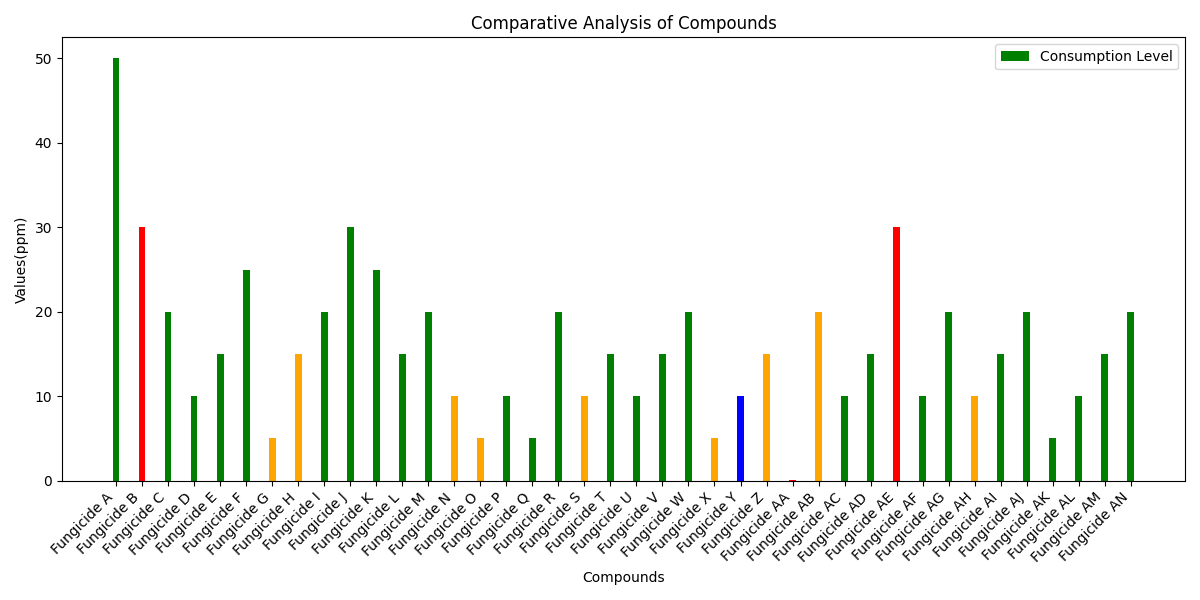 Comparative Analysis of Compounds
Consumption Level
Values(ppm)
50
40
30
20
10
0
Fungicide A
Fungicide B
Fungicide C
Fungicide D
Fungicide E
Fungicide F
Fungicide G
Fungicide H
Fungicide I
Fungicide J
Fungicide K
Fungicide L
Fungicide M
Fungicide N
Fungicide O
Fungicide P
Fungicide Q
Fungicide R
Fungicide S
Fungicide T
Fungicide U
Fungicide V
Fungicide W
Fungicide X
Fungicide Y
Fungicide Z
Fungicide AA
Fungicide AB
Fungicide AC
Fungicide AD
Fungicide AE
Fungicide AF
Fungicide AG
Fungicide AH
Fungicide AI
Fungicide AJ
Fungicide AK
Fungicide AL
Fungicide AM
Fungicide AN
Compounds